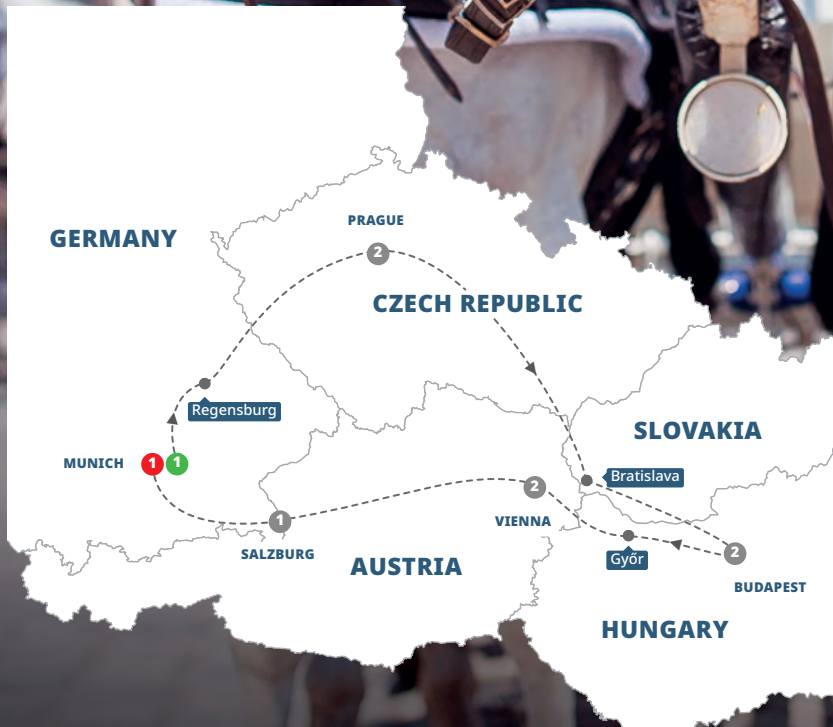 PRAGUE
2
GERMANY
CZECH REPUBLIC
Regensburg
SLOVAKIA
MUNICH 1 1
Bratislava
2
VIENNA
1
SALZBURG
AUSTRIA
Győr
2
BUDAPEST
HUNGARY